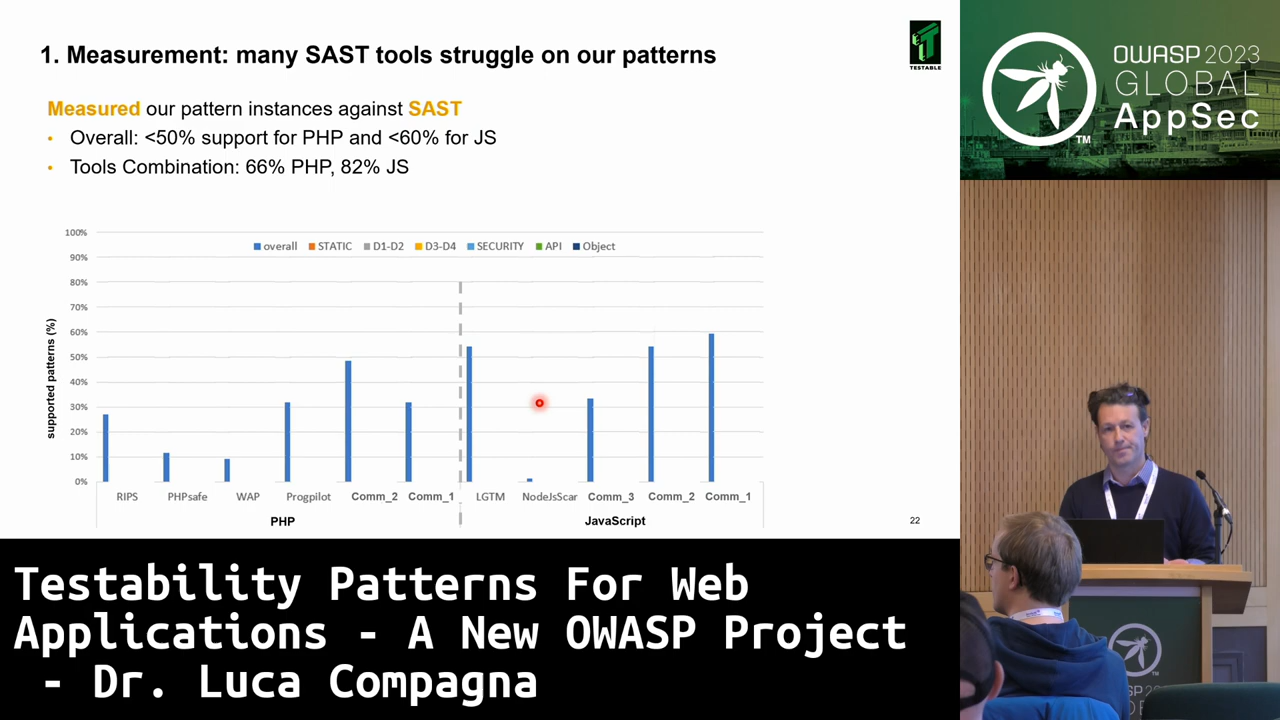 1. Measurement: many SAST tools struggle on our patterns
TESTABLE
Measured our pattern instances against SAST
• Overall: <50% support for PHP and <60% for JS
• Tools Combination: 66% PHP, 82% JS
100%
overall STATIC D1-D2 D3-D4 SECURITY API Object
90%
80%
70%
60%
50%
40%
30%
20%
10%
0%
supported patterns (%)
RIPS PHPsafe WAP Progpilot Comm_2 Comm_1 LGTM NodeJsScar Comm_3 Comm_2 Comm_1
PHP JavaScript
22
OWASP 2023
GLOBAL
AppSec
TM
Testability Patterns For Web
Applications - A New OWASP Project
- Dr. Luca Compagna